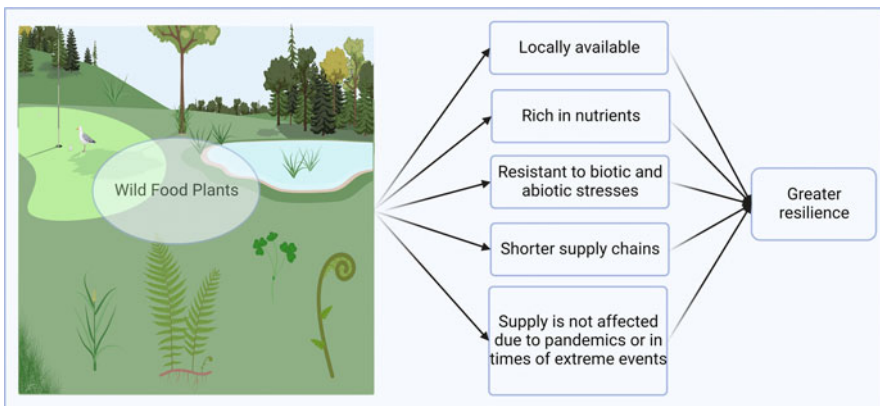 Wild Food Plants
Locally available
Rich in nutrients
Resistant to biotic and
abiotic stresses
Shorter supply chains
Supply is not affected
due to pandemics or in
times of extreme events
Greater
resilience